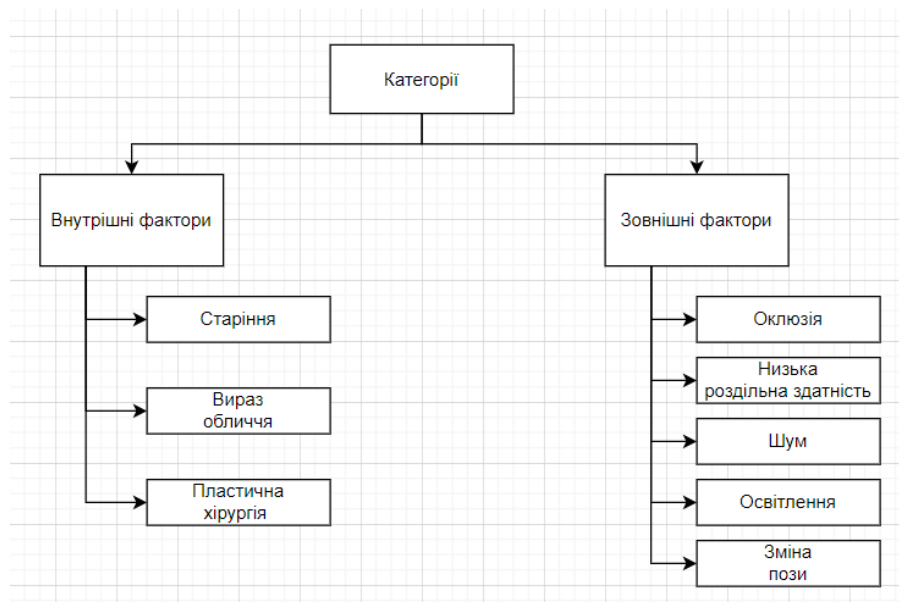 Категорії
Внутрішні фактори
Зовнішні фактори
Старіння
Вираз
обличчя
Пластична
хірургія
Оклюзія
Низька
роздільна здатність
Шум
Освітлення
Зміна
пози